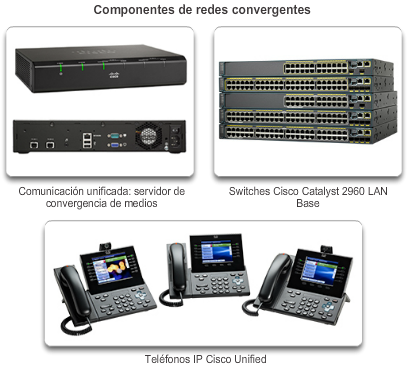 Componentes de redes convergentes
Comunicación unificada: servidor de
convergencia de medios
Switches Cisco Catalyst 2960 LAN
Base
Teléfonos IP Cisco Unified